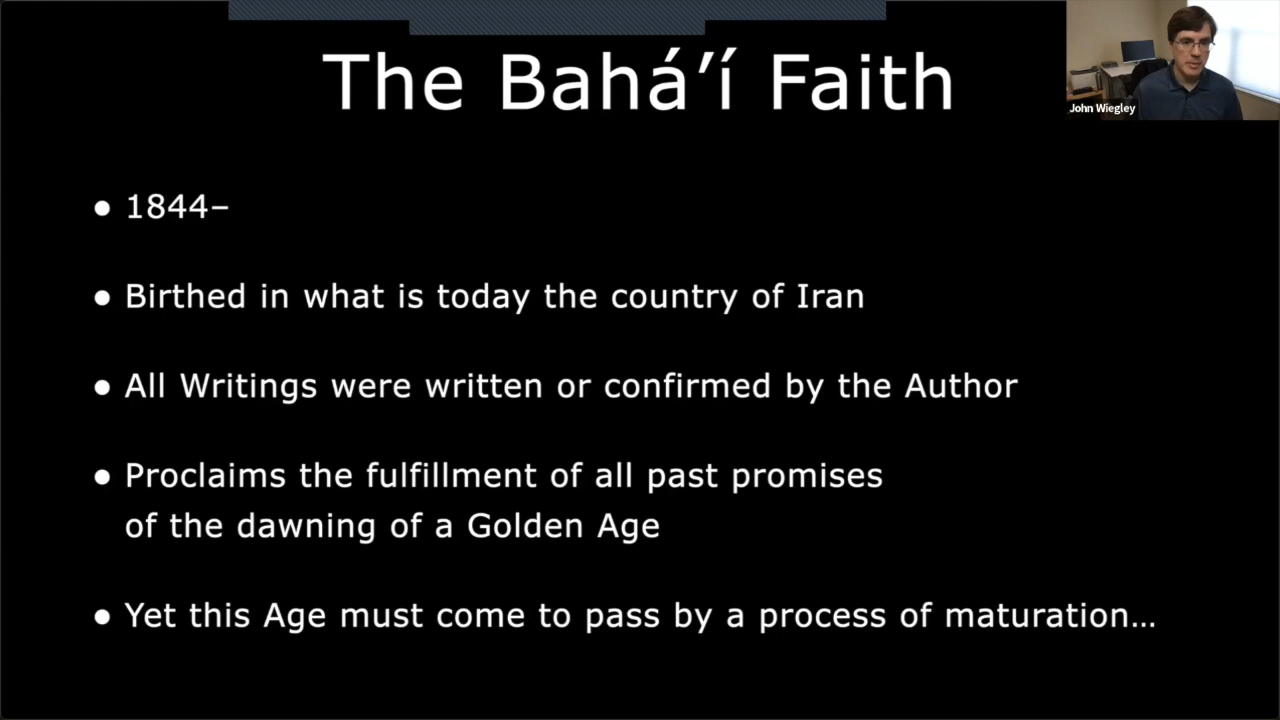 The Bahá’í Faith
John Wiegley
● 1844–
● Birthed in what is today the country of Iran
● All Writings were written or confirmed by the Author
● Proclaims the fulfillment of all past promises
of the dawning of a Golden Age
● Yet this Age must come to pass by a process of maturation…